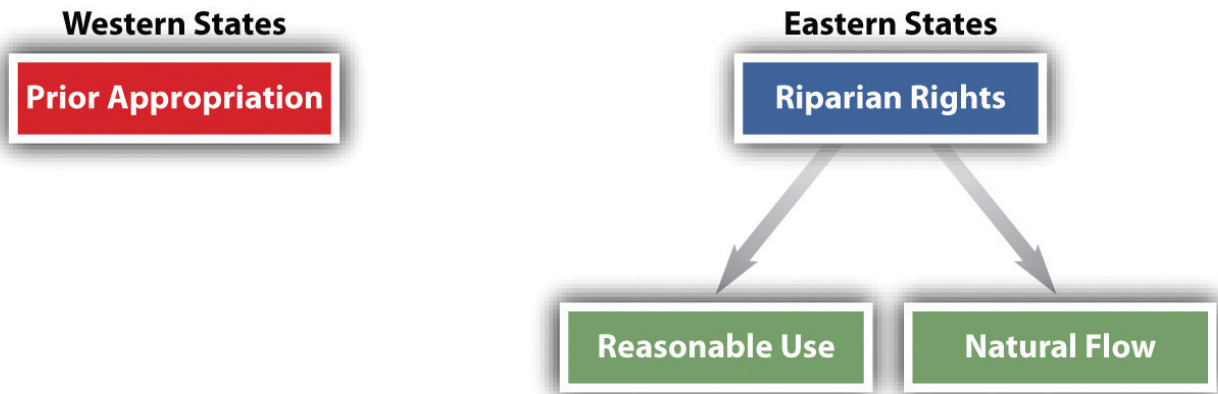 Western States
Prior Appropriation
Eastern States
Riparian Rights
Reasonable Use
Natural Flow